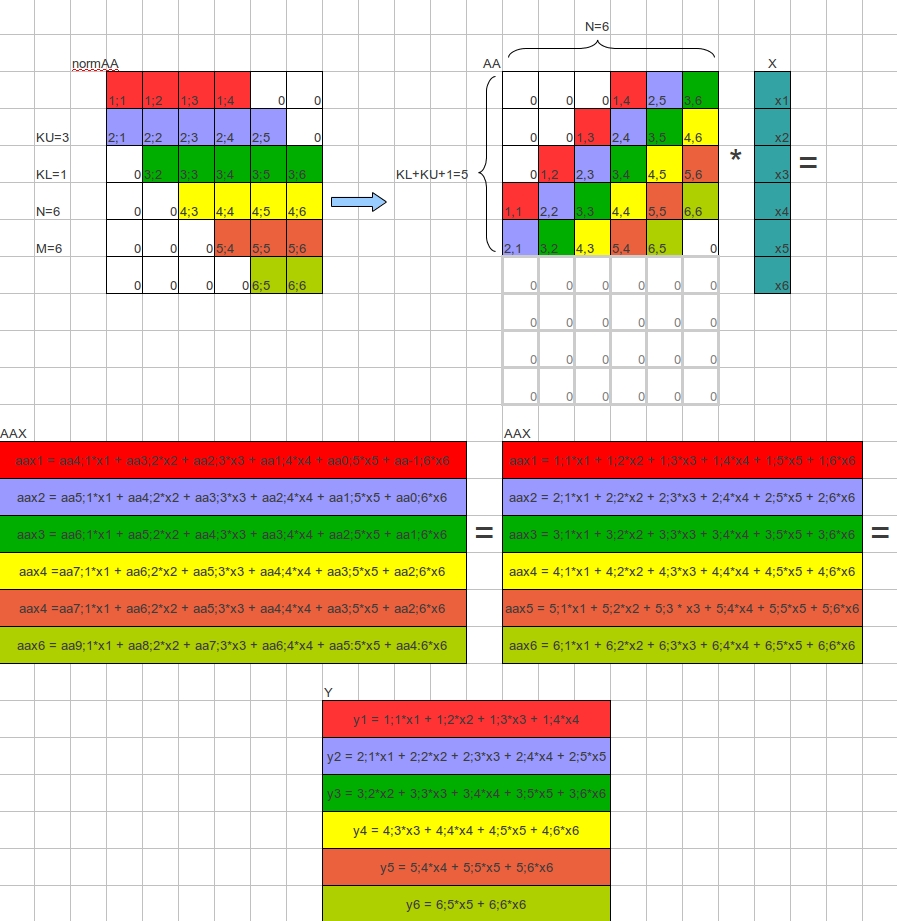 N=6
normAA AA X
1;1 1;2 1;3 1;4 0 0 0 0 0 1,4 2,5 3,6 x1
KU=3 2;1 2;2 2;3 2;4 2;5 0 0 0 1,3 2,4 3,5 4,6 x2
KL=1 0 3;2 3;3 3;4 3;5 3;6 KL+KU+1=5 0 1,2 2,3 3,4 4,5 5,6 x3 * =
N=6 0 0 4;3 4;4 4;5 4;6 1,1 2,2 3,3 4,4 5,5 6,6 x4
M=6 0 0 0 5;4 5;5 5;6 2,1 3,2 4,3 5,4 6,5 0 x5
0 0 0 0 6;5 6;6 0 0 0 0 0 0 x6
0 0 0 0 0 0
0 0 0 0 0 0
0 0 0 0 0 0
AAX AAX
aax1 = aa4;1*x1 + aa3;2*x2 + aa2;3*x3 + aa1;4*x4 + aa0;5*x5 + aa-1;6*x6 aax1 = 1;1*x1 + 1;2*x2 + 1;3*x3 + 1;4*x4 + 1;5*x5 + 1;6*x6
aax2 = aa5;1*x1 + aa4;2*x2 + aa3;3*x3 + aa2;4*x4 + aa1;5*x5 + aa0;6*x6 aax2 = 2;1*x1 + 2;2*x2 + 2;3*x3 + 2;4*x4 + 2;5*x5 + 2;6*x6
aax3 = aa6;1*x1 + aa5;2*x2 + aa4;3*x3 + aa3;4*x4 + aa2;5*x5 + aa1;6*x6 = aax3 = 3;1*x1 + 3;2*x2 + 3;3*x3 + 3;4*x4 + 3;5*x5 + 3;6*x6 =
aax4 =aa7;1*x1 + aa6;2*x2 + aa5;3*x3 + aa4;4*x4 + aa3;5*x5 + aa2;6*x6 aax4 = 4;1*x1 + 4;2*x2 + 4;3*x3 + 4;4*x4 + 4;5*x5 + 4;6*x6
aax4 =aa7;1*x1 + aa6;2*x2 + aa5;3*x3 + aa4;4*x4 + aa3;5*x5 + aa2;6*x6 aax5 = 5;1*x1 + 5;2*x2 + 5;3 * x3 + 5;4*x4 + 5;5*x5 + 5;6*x6
aax6 = aa9;1*x1 + aa8;2*x2 + aa7;3*x3 + aa6;4*x4 + aa5:5*x5 + aa4:6*x6 aax6 = 6;1*x1 + 6;2*x2 + 6;3*x3 + 6;4*x4 + 6;5*x5 + 6;6*x6
Y
y1 = 1;1*x1 + 1;2*x2 + 1;3*x3 + 1;4*x4
y2 = 2;1*x1 + 2;2*x2 + 2;3*x3 + 2;4*x4 + 2;5*x5
y3 = 3;2*x2 + 3;3*x3 + 3;4*x4 + 3;5*x5 + 3;6*x6
y4 = 4;3*x3 + 4;4*x4 + 4;5*x5 + 4;6*x6
y5 = 5;4*x4 + 5;5*x5 + 5;6*x6
y6 = 6;5*x5 + 6;6*x6